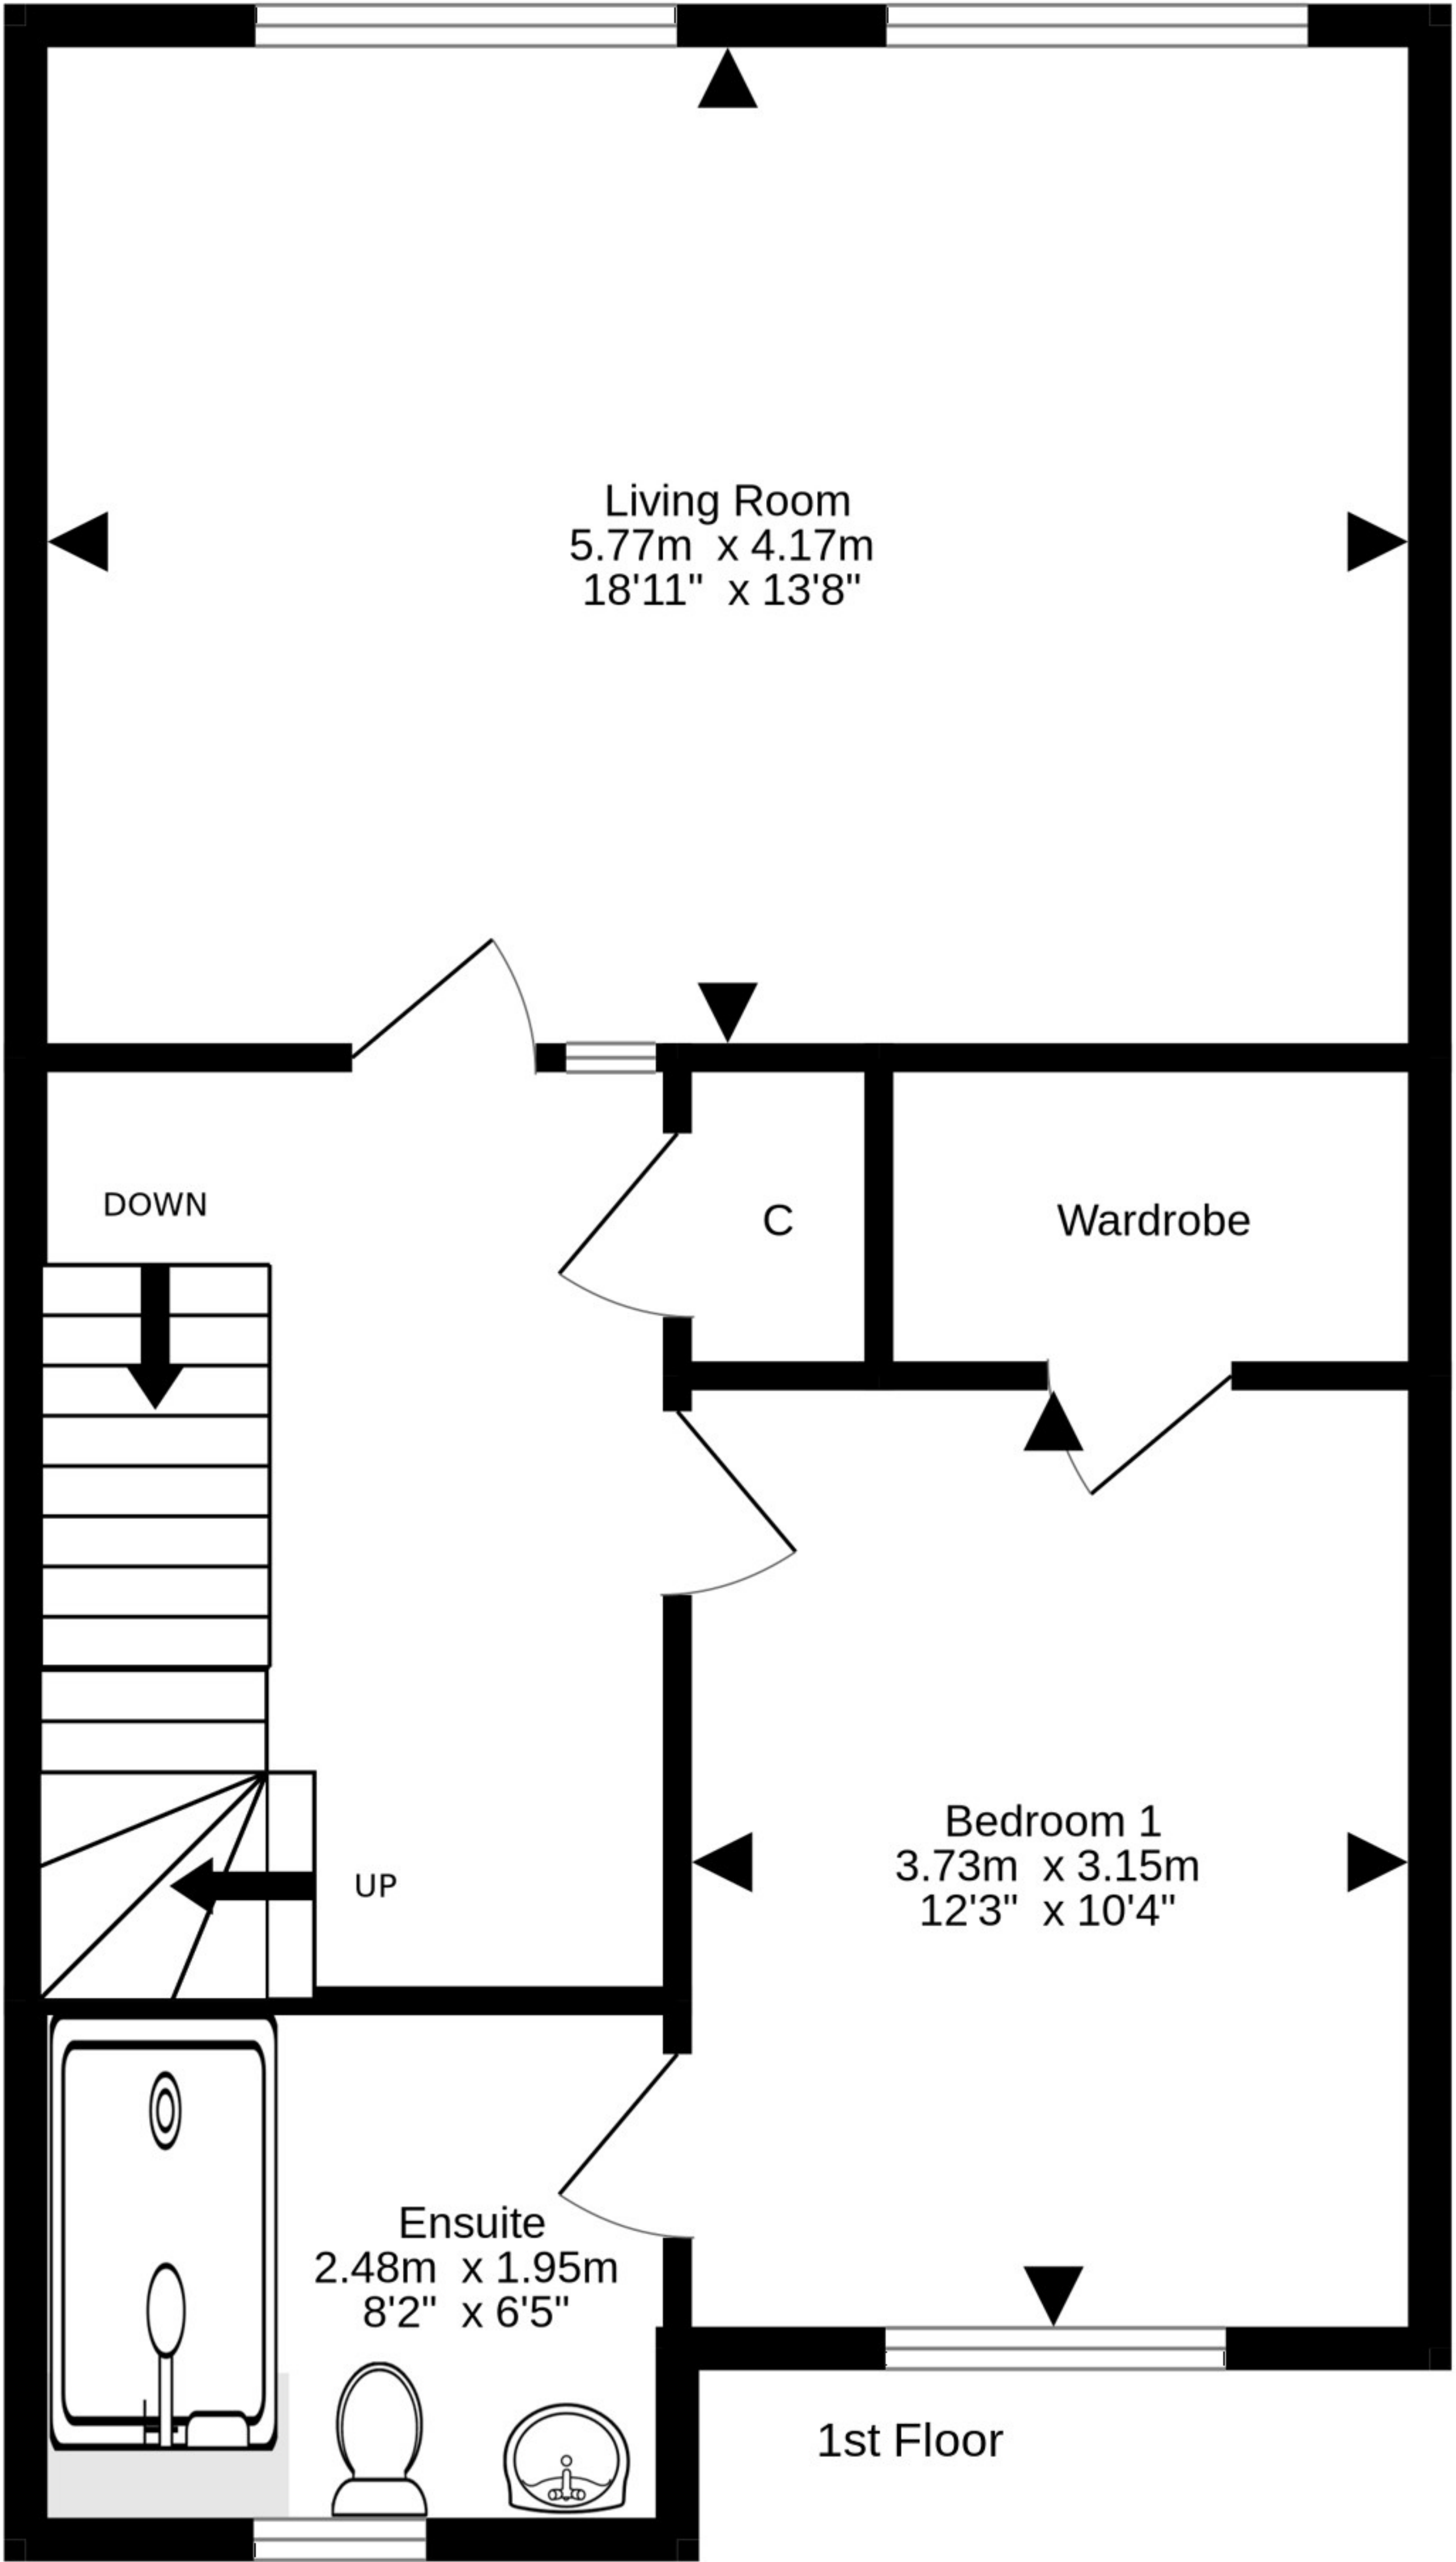 Living Room
5.77m x 4.17m
18'11" x 13'8"
DOWN
C
Wardrobe
Bedroom 1
3.73m x 3.15m
12'3" x 10'4"
UP
Ensuite
2.48m x 1.95m
8'2" x 6'5"
1st Floor